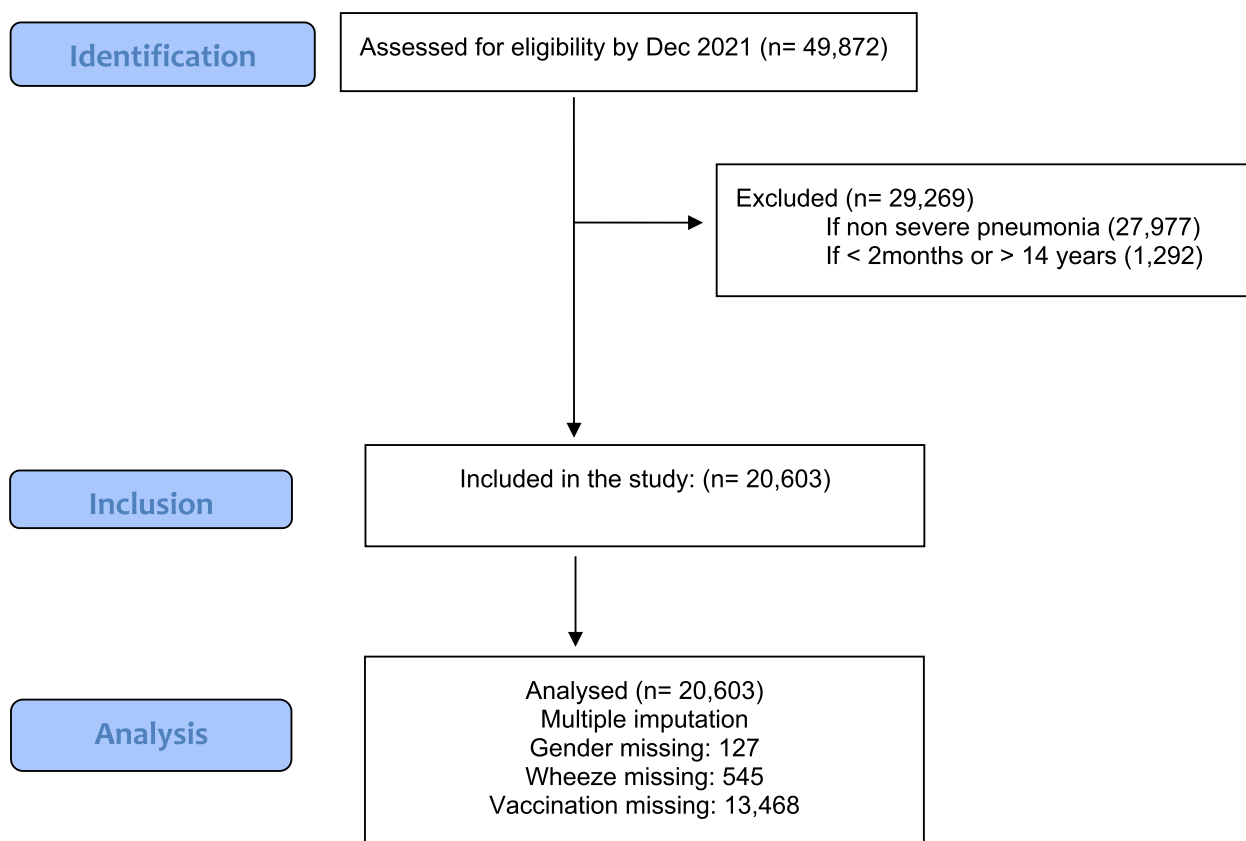 Identification
Assessed for eligibility by Dec 2021 (n= 49,872)
Excluded (n= 29,269)
If non severe pneumonia (27,977)
If < 2months or > 14 years (1,292)
Inclusion
Included in the study: (n= 20,603)
Analysis
Analysed (n= 20,603)
Multiple imputation
Gender missing: 127
Wheeze missing: 545
Vaccination missing: 13,468